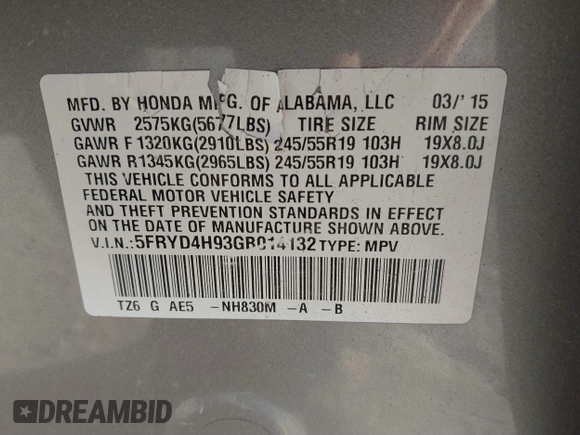 MFD. BY HONDA MFG. OF ALABAMA, LLC 03/'15
GVWR 2575KG(5677LBS) TIRE SIZE RIM SIZE
GAWR F 1320KG(2910LBS) 245/55R19 103H 19X8.0J
GAWR R 1345KG(2965LBS) 245/55R19 103H 19X8.0J
THIS VEHICLE CONFORMS TO ALL APPLICABLE
FEDERAL MOTOR VEHICLE SAFETY
AND THEFT PREVENTION STANDARDS IN EFFECT
ON THE DATE OF MANUFACTURE SHOWN ABOVE.
V.I.N.:5FRYD4H93GB014132 TYPE: MPV
TZ6 G AE5 -NH830M -A -B
DREAMBID